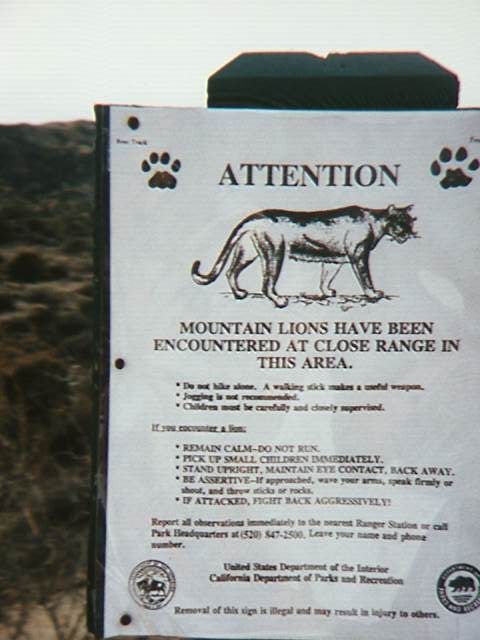 ATTENTION
MOUNTAIN LIONS HAVE BEEN
ENCOUNTERED AT CLOSE RANGE IN
THIS AREA.
* Do not hike alone. A walking stick makes a useful weapon.
* Jogging is not recommended.
* Children must be carefully and closely supervised.
If you encounter a lion:
* REMAIN CALM-DO NOT RUN.
* PICK UP SMALL CHILDREN IMMEDIATELY.
* STAND UPRIGHT, MAINTAIN EYE CONTACT, BACK AWAY.
* BE ASSERTIVE-If approached, wave your arms, speak firmly or
shout, and throw sticks or rocks.
* IF ATTACKED, FIGHT BACK AGGRESSIVELY!
Report all observations immediately to the nearest Ranger Station or call
Park Headquarters at (520) 847-2500. Leave your name and phone
number.
United States Department of the Interior
California Department of Parks and Recreation
Removal of this sign is illegal and may result in injury to others.